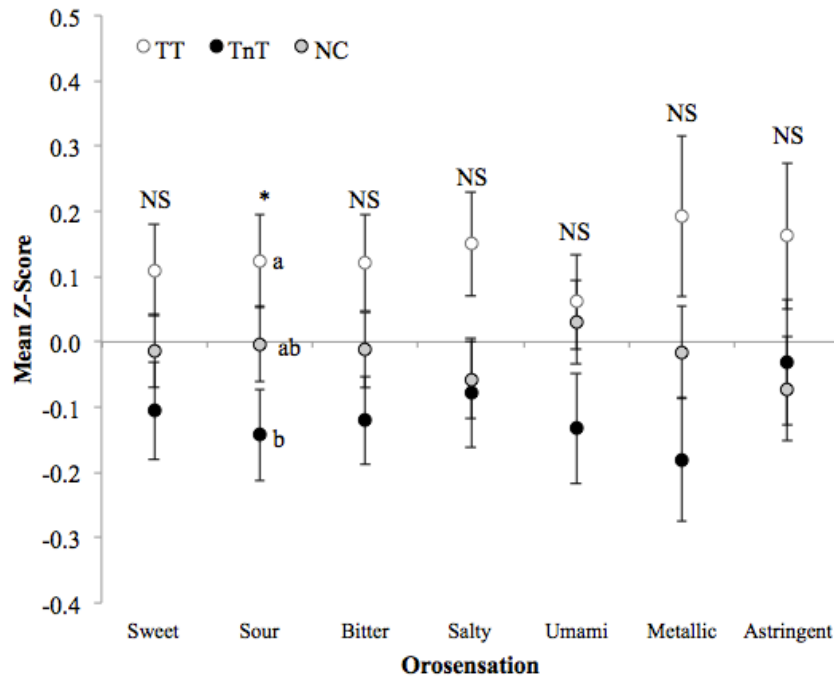 0.5
TT TnT NC
0.4
NS
0.3
NS
NS
NS * NS
0.2
NS
a
0.1
Mean Z-Score
0.0
ab
-0.1
b
-0.2
-0.3
-0.4
Sweet Sour Bitter Salty Umami Metallic Astringent
Orosensation